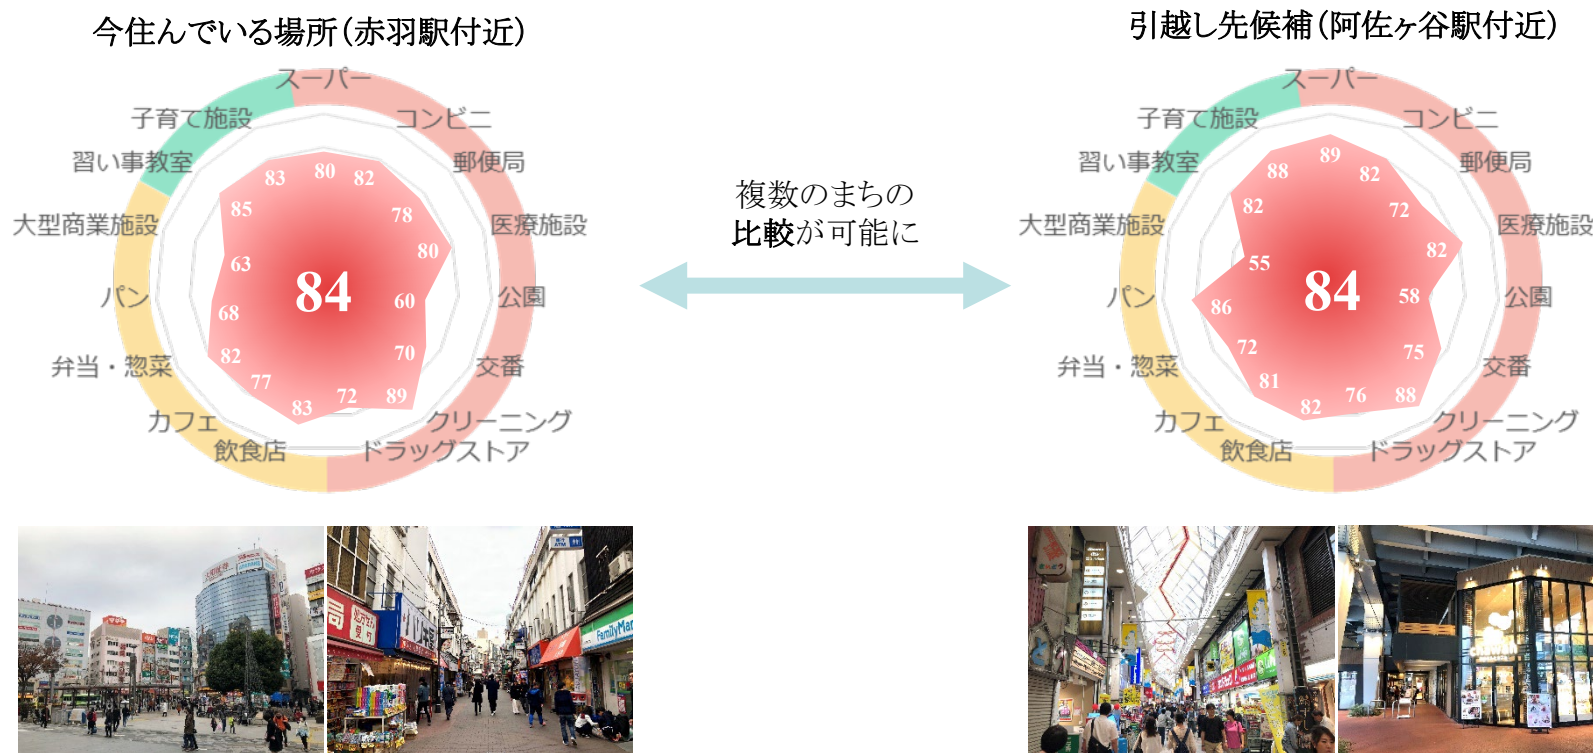 今住んでいる場所（赤羽駅付近）
スーパー
コンビニ
郵便局
医療施設
公園
交番
クリーニング
ドラッグストア
飲食店
カフェ
弁当・惣菜
パン
大型商業施設
習い事教室
子育て施設
80
82
78
80
60
70
89
72
83
77
82
68
63
85
83
84
複数のまちの
比較が可能に
引越し先候補（阿佐ヶ谷駅付近）
スーパー
コンビニ
郵便局
医療施設
公園
交番
クリーニング
ドラッグストア
飲食店
カフェ
弁当・惣菜
パン
大型商業施設
習い事教室
子育て施設
89
82
72
82
58
75
88
76
82
81
72
86
55
82
88
84
FamilyMar